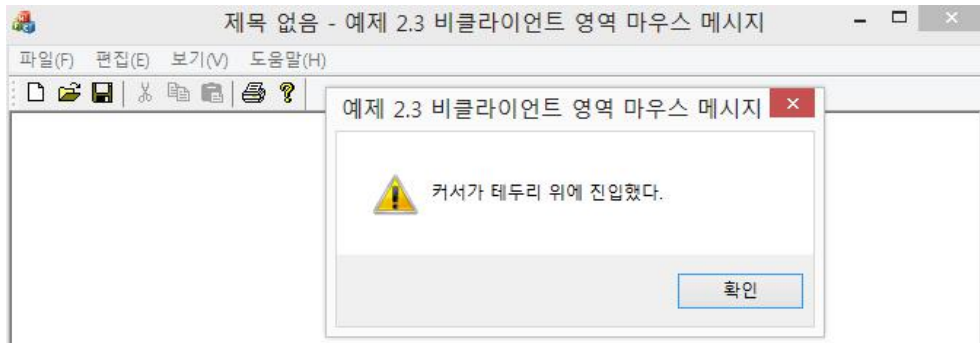 제목 없음 - 예제 2.3 비클라이언트 영역 마우스 메시지
파일(F) 편집(E) 보기(V) 도움말(H)
예제 2.3 비클라이언트 영역 마우스 메시지
커서가 테두리 위에 진입했다.
확인